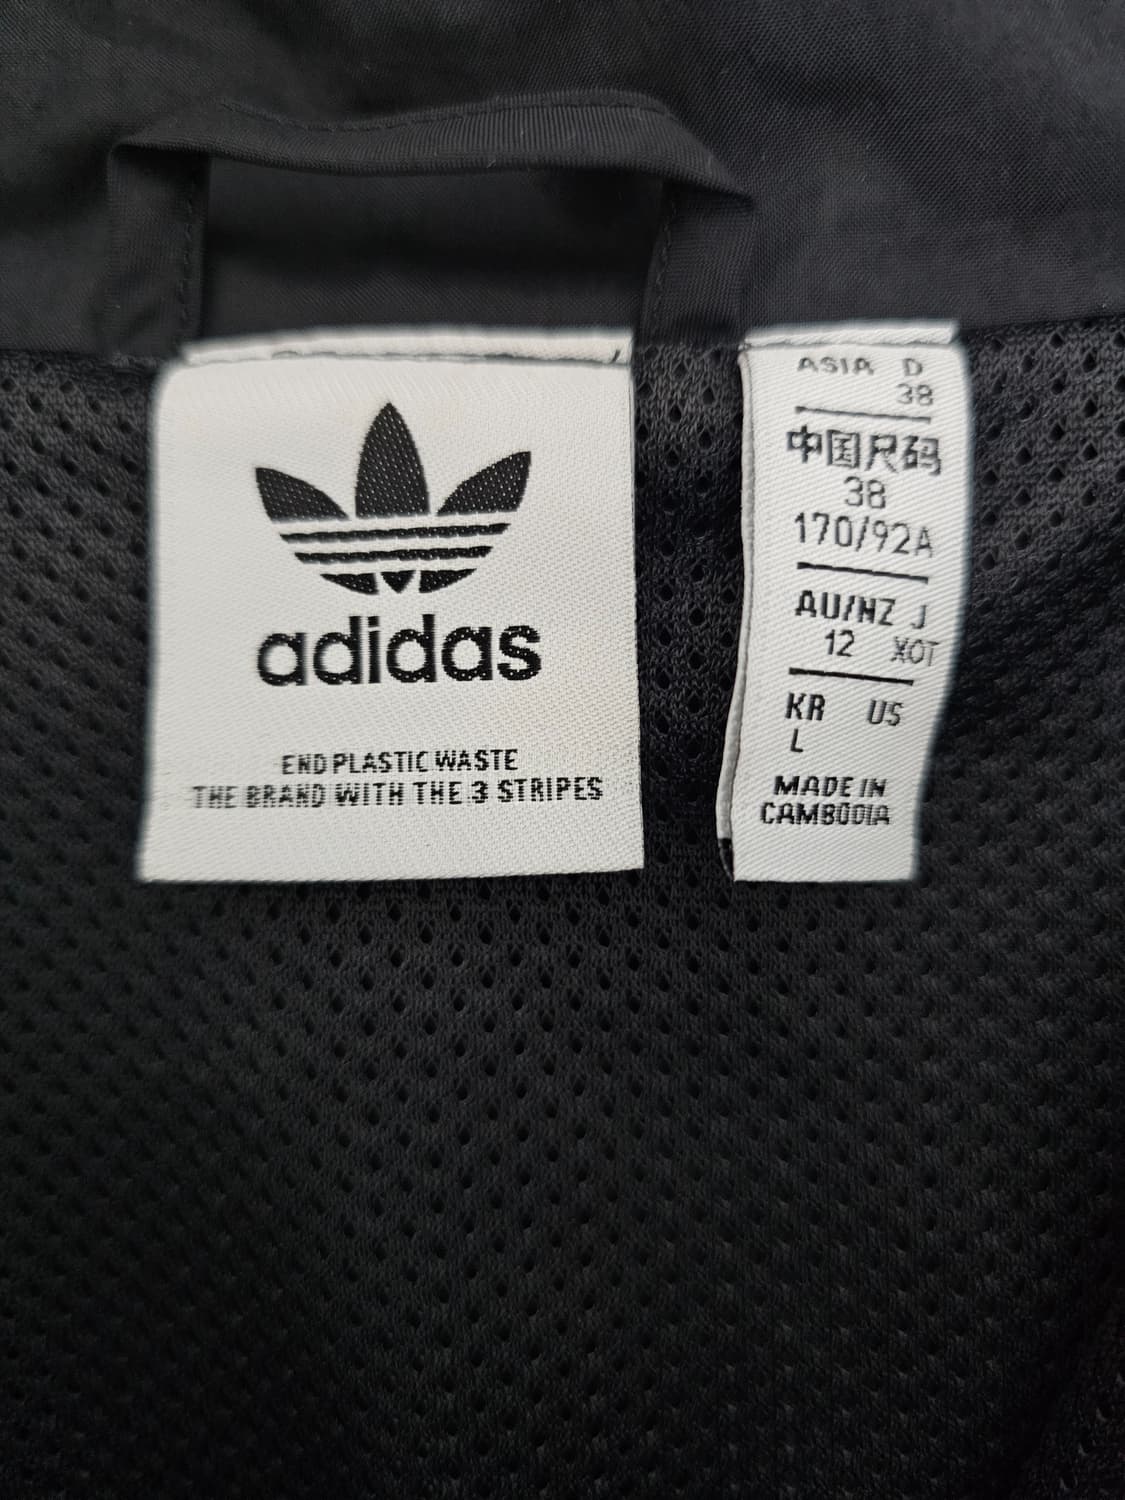 adidas
END PLASTIC WASTE
THE BRAND WITH THE 3 STRIPES
ASIA D
38
中国尺码
38
170/92A
AU/NZ J
12 XOT
KR US
L
MADE IN
CAMBODIA